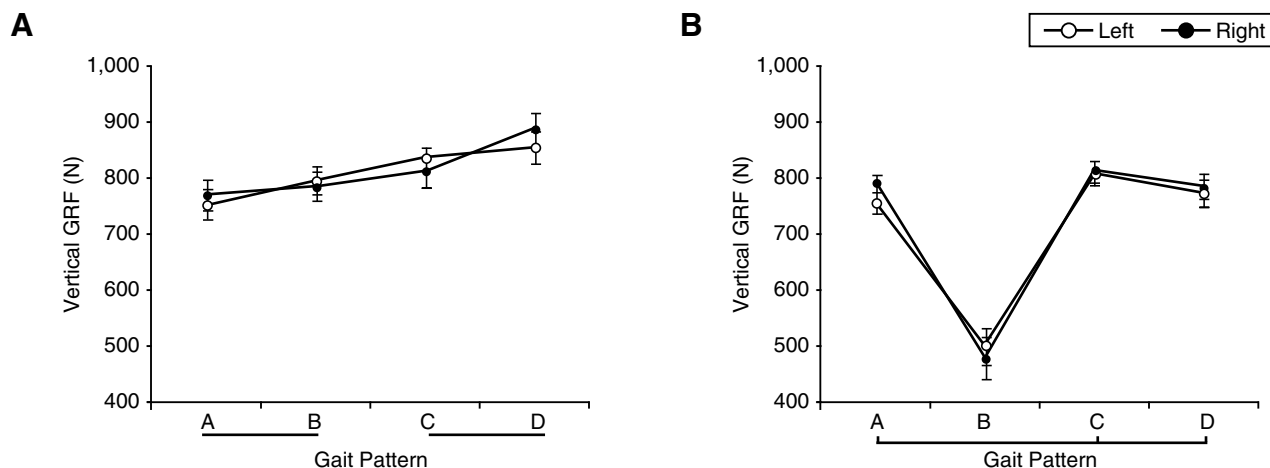 A
1,000
900
800
700
600
500
400
Vertical GRF (N)
A B C D
Gait Pattern
B
Left Right
1,000
900
800
700
600
500
400
Vertical GRF (N)
A B C D
Gait Pattern